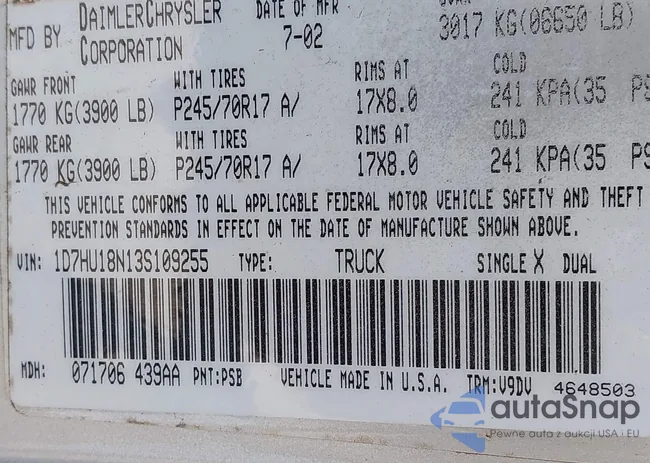 MFD BY DAIMLERCHRYSLER CORPORATION DATE OF MFR 7-02 GVWR 3017 KG(06650 LB)
GAWR FRONT WITH TIRES RIMS AT COLD
1770 KG(3900 LB) P245/70R17 A/ 17X8.0 241 KPA(35 PS
GAWR REAR WITH TIRES RIMS AT COLD
1770 KG(3900 LB) P245/70R17 A/ 17X8.0 241 KPA(35 PS
THIS VEHICLE CONFORMS TO ALL APPLICABLE FEDERAL MOTOR VEHICLE SAFETY AND THEFT
PREVENTION STANDARDS IN EFFECT ON THE DATE OF MANUFACTURE SHOWN ABOVE.
VIN: 1D7HU18N13S109255 TYPE: TRUCK SINGLE X DUAL
MDH: 071706 439AA PNT:PSB VEHICLE MADE IN U.S.A. TRM:V9DV 4648503
autaSnap
Pewne auta z aukcji USA i EU